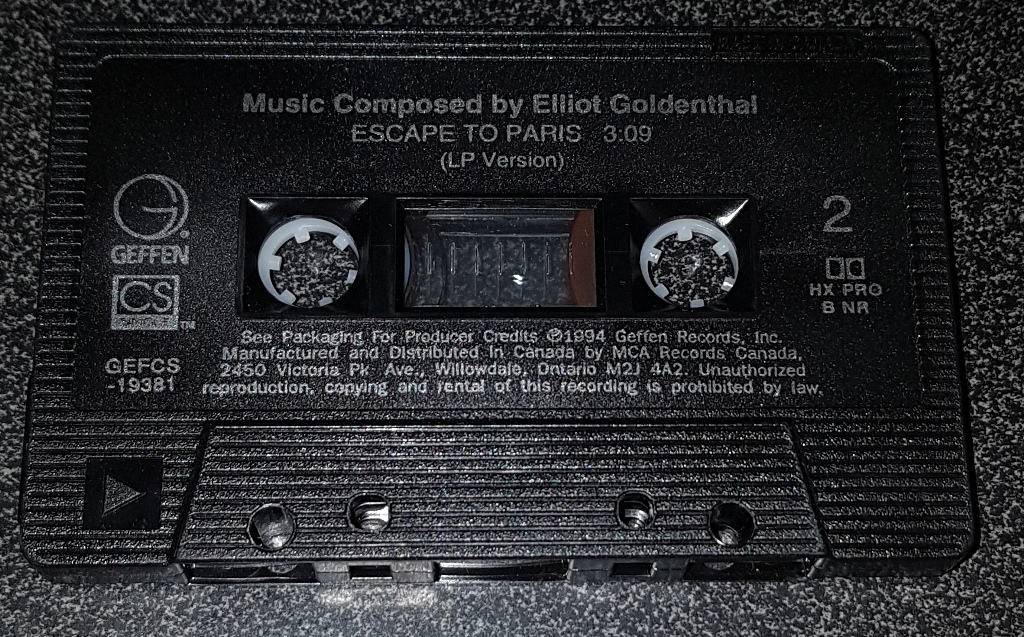 Music Composed by Elliot Goldenthal
ESCAPE TO PARIS 3:09
(LP Version)
G
GEFFEN
CS
TM
GEFCS
-19381
2
HX PRO
B NR
See Packaging For Producer Credits ℗1994 Geffen Records, Inc.
Manufactured and Distributed in Canada by MCA Records Canada,
2450 Victoria Pk Ave., Willowdale, Ontario M2J 4A2. Unauthorized
reproduction, copying and rental of this recording is prohibited by law.